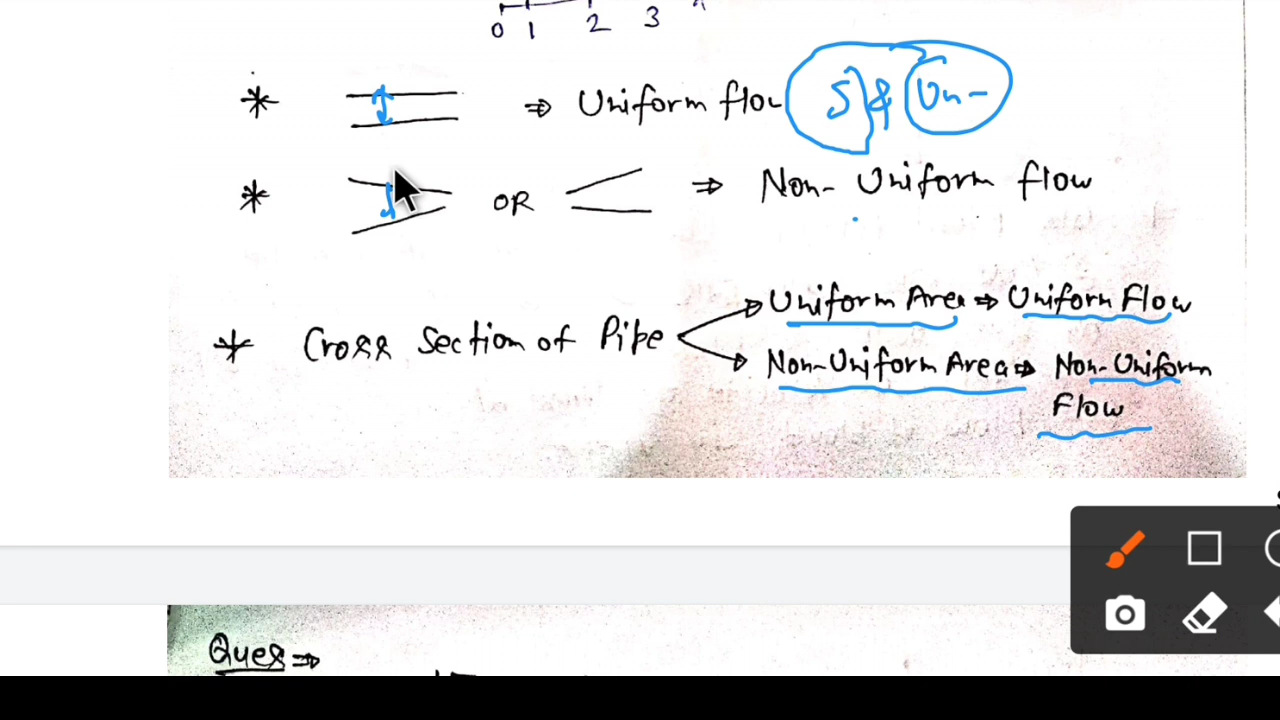 0 1 2 3
* ⇒ Uniform flow S & Un-
* OR ⇒ Non- Uniform flow
* Cross Section of Pipe
Uniform Area ⇒ Uniform Flow
Non-Uniform Area ⇒ Non-Uniform
Flow
Ques ⇒